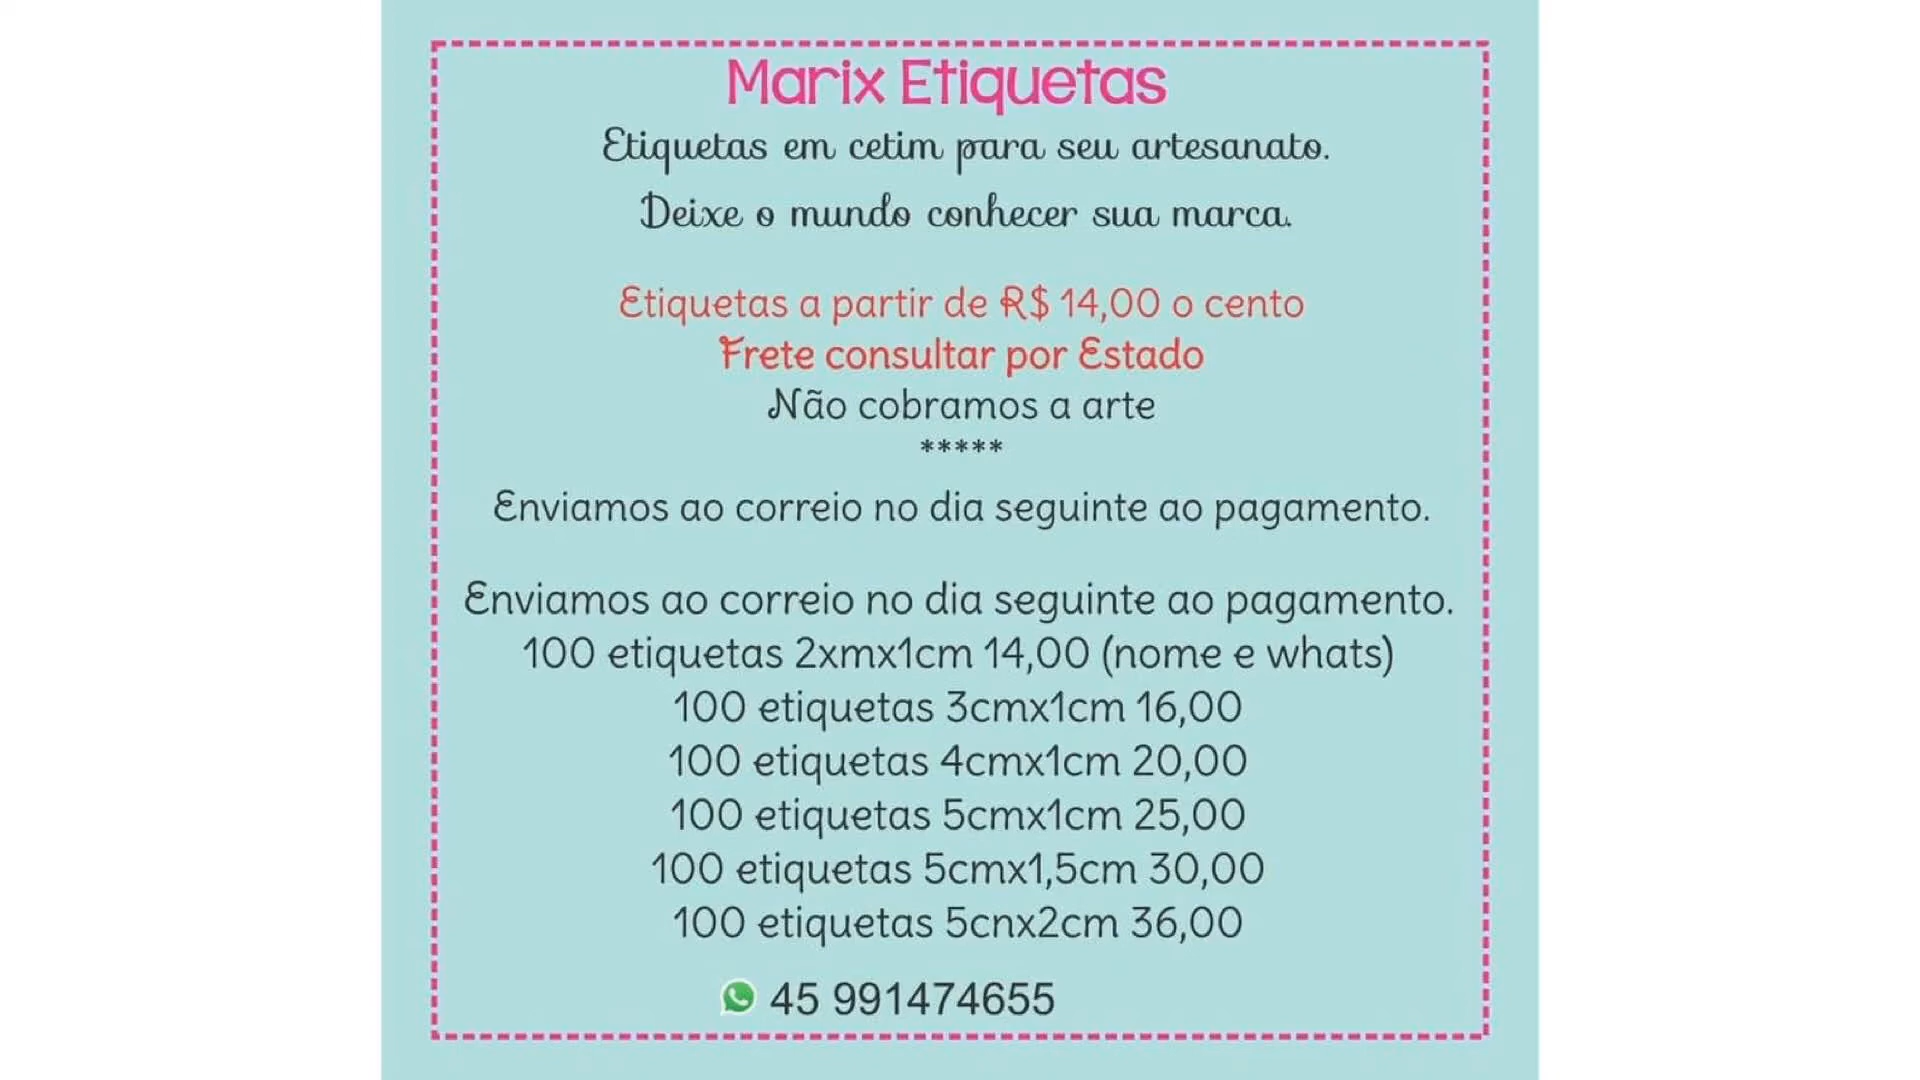 Marix Etiquetas
Etiquetas em cetim para seu artesanato.
Deixe o mundo conhecer sua marca.
Etiquetas a partir de R$ 14,00 o cento
Frete consultar por Estado
Não cobramos a arte
*****
Enviamos ao correio no dia seguinte ao pagamento.
Enviamos ao correio no dia seguinte ao pagamento.
100 etiquetas 2xmx1cm 14,00 (nome e whats)
100 etiquetas 3cmx1cm 16,00
100 etiquetas 4cmx1cm 20,00
100 etiquetas 5cmx1cm 25,00
100 etiquetas 5cmx1,5cm 30,00
100 etiquetas 5cnx2cm 36,00
45 991474655